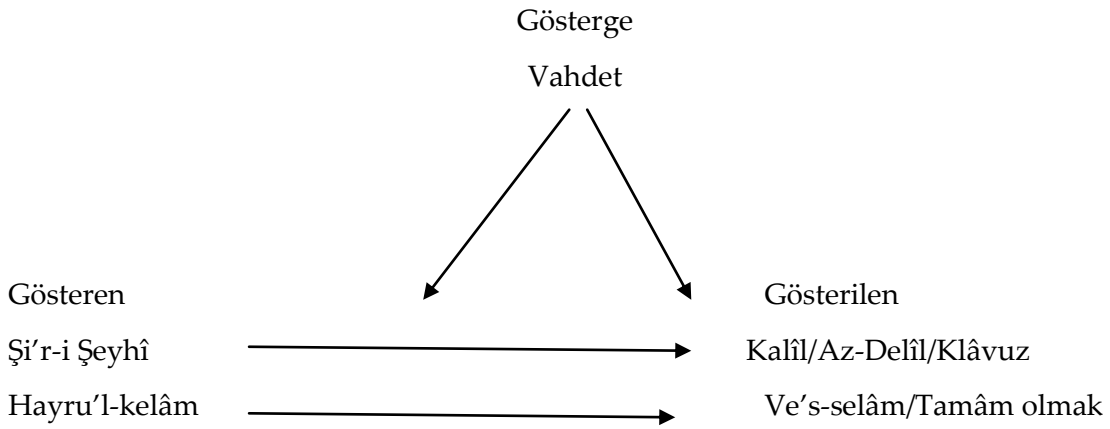 Gösterge
Vahdet
Gösteren Gösterilen
Şi’r-i Şeyhî Kalîl/Az-Delîl/Klâvuz
Hayru’l-kelâm Ve’s-selâm/Tamâm olmak